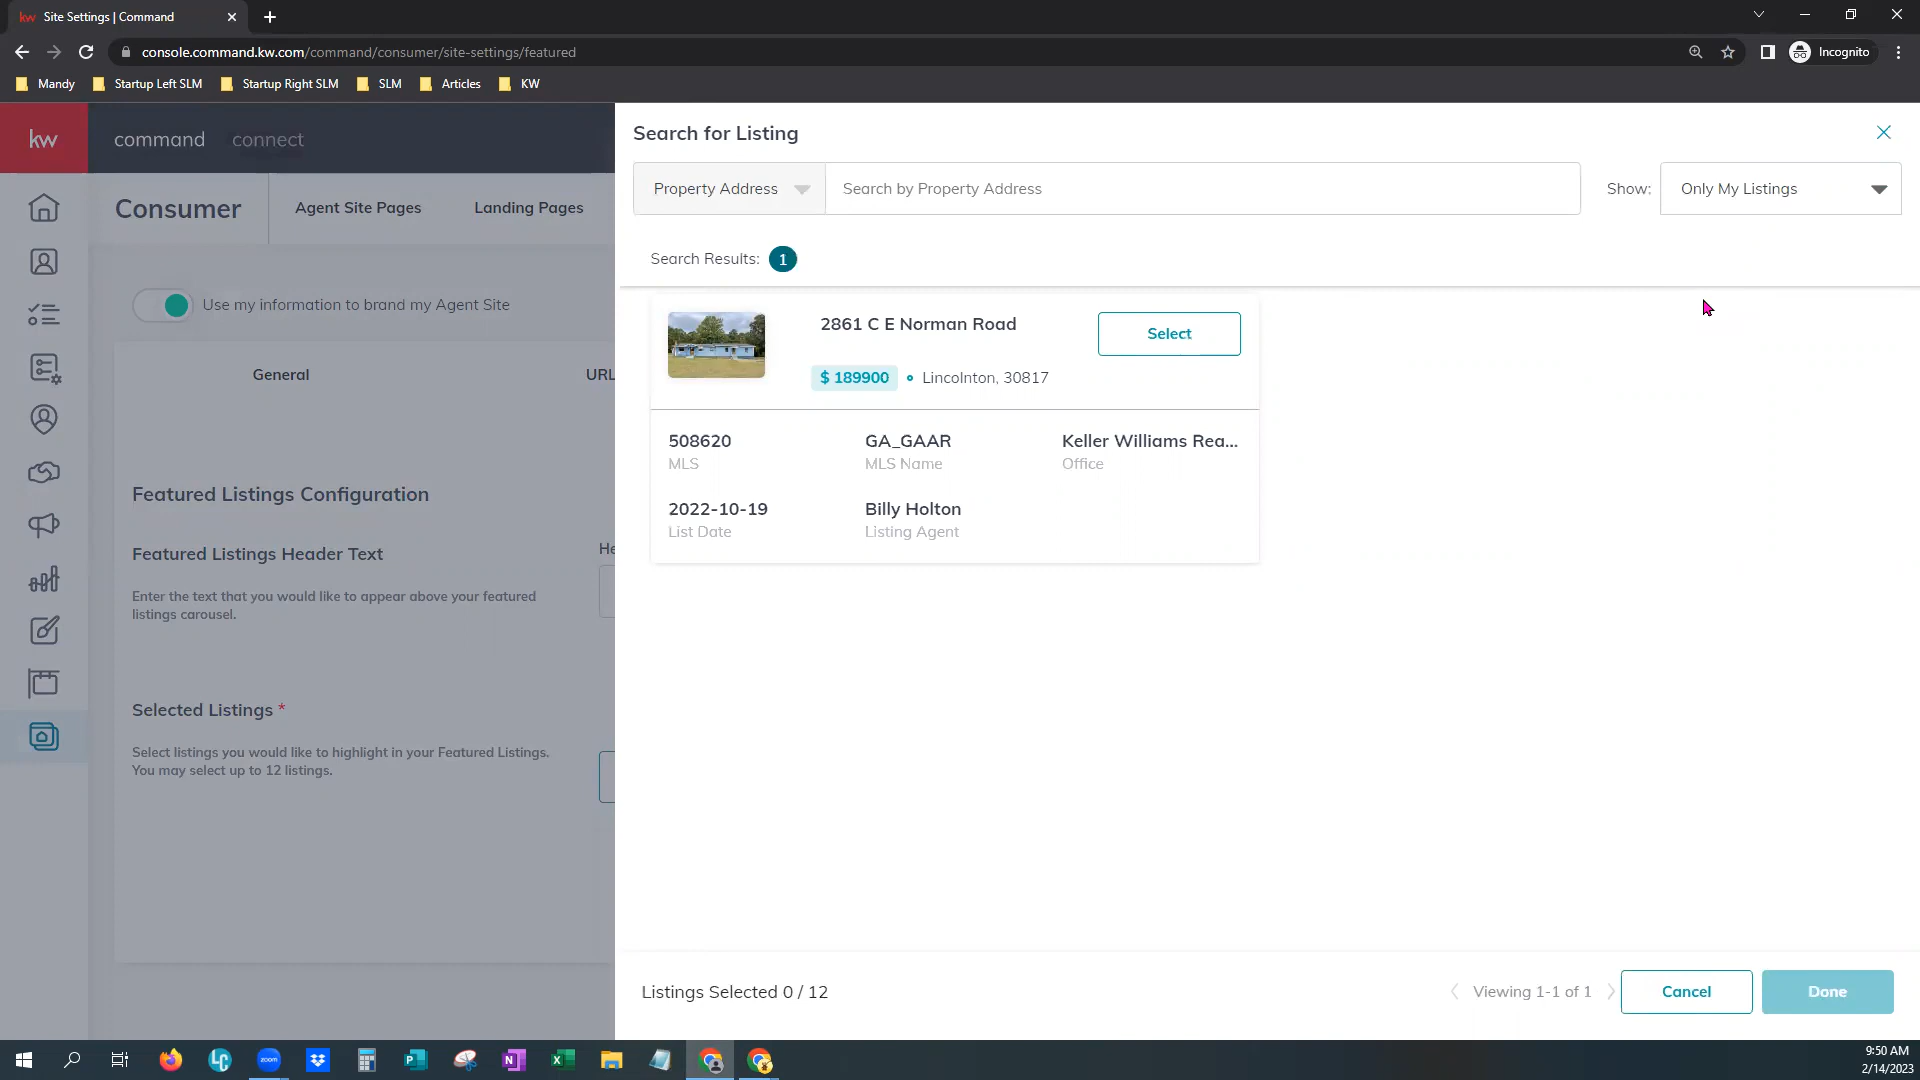 kw Site Settings | Command
console.command.kw.com/command/consumer/site-settings/featured
Incognito
Mandy Startup Left SLM Startup Right SLM SLM Articles KW
kw command connect
Search for Listing
Property Address Search by Property Address Show: Only My Listings
Consumer Agent Site Pages Landing Pages
Search Results: 1
Use my information to brand my Agent Site
2861 C E Norman Road
Select
General URL
$ 189900 Lincolnton, 30817
508620 GA_GAAR Keller Williams Rea...
MLS MLS Name Office
Featured Listings Configuration
2022-10-19 Billy Holton
List Date Listing Agent
Featured Listings Header Text He
Enter the text that you would like to appear above your featured
listings carousel.
Selected Listings *
Select listings you would like to highlight in your Featured Listings.
You may select up to 12 listings.
Listings Selected 0 / 12 Viewing 1-1 of 1 Cancel Done
LC zoom P N X
9:50 AM
2/14/2023